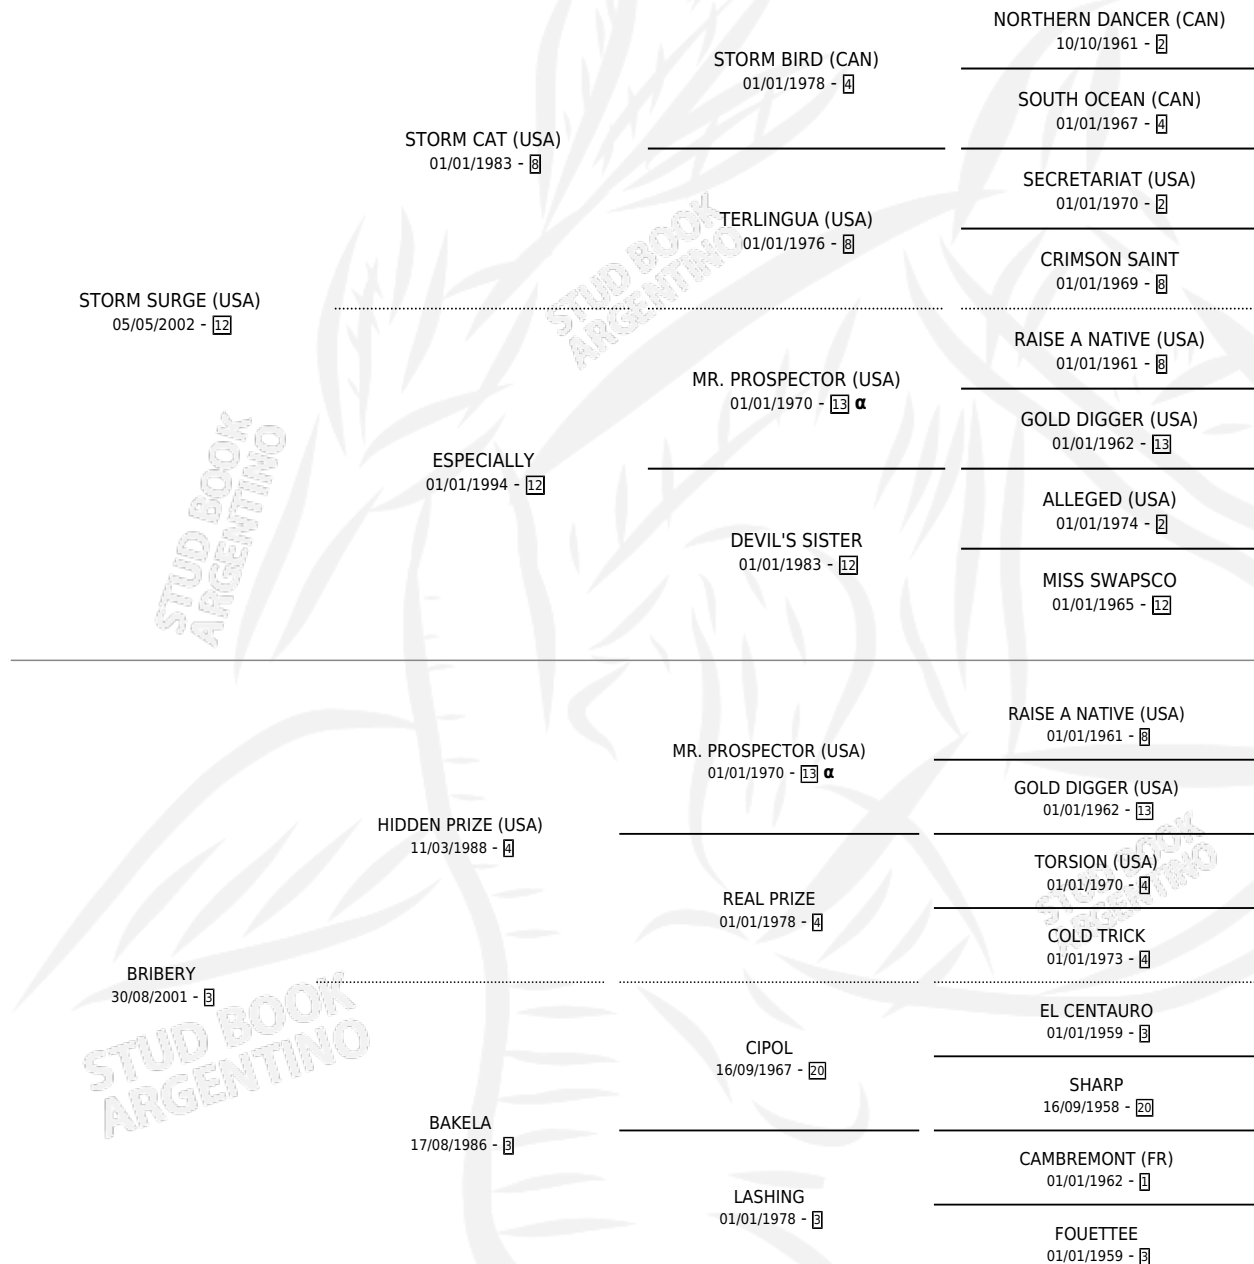 NORTHERN DANCER (CAN)
10/10/1961 - 2
STORM BIRD (CAN)
01/01/1978 - 4
SOUTH OCEAN (CAN)
01/01/1967 - 4
STORM CAT (USA)
01/01/1983 - 8
SECRETARIAT (USA)
01/01/1970 - 2
TERLINGUA (USA)
01/01/1976 - 8
CRIMSON SAINT
01/01/1969 - 8
STORM SURGE (USA)
05/05/2002 - 12
RAISE A NATIVE (USA)
01/01/1961 - 8
MR. PROSPECTOR (USA)
01/01/1970 - 13 α
GOLD DIGGER (USA)
01/01/1962 - 13
ESPECIALLY
01/01/1994 - 12
ALLEGED (USA)
01/01/1974 - 2
DEVIL'S SISTER
01/01/1983 - 12
MISS SWAPSCO
01/01/1965 - 12
STUD BOOK
ARGENTINO
STUD BOOK
ARGENTINO
RAISE A NATIVE (USA)
01/01/1961 - 8
MR. PROSPECTOR (USA)
01/01/1970 - 13 α
GOLD DIGGER (USA)
01/01/1962 - 13
HIDDEN PRIZE (USA)
11/03/1988 - 4
TORSION (USA)
01/01/1970 - 4
REAL PRIZE
01/01/1978 - 4
COLD TRICK
01/01/1973 - 4
BRIBERY
30/08/2001 - 3
EL CENTAURO
01/01/1959 - 3
CIPOL
16/09/1967 - 20
SHARP
16/09/1958 - 20
BAKELA
17/08/1986 - 3
CAMBREMONT (FR)
01/01/1962 - 1
LASHING
01/01/1978 - 3
FOUETTEE
01/01/1959 - 3
STUD BOOK
ARGENTINO
STUD BOOK
ARGENTINO